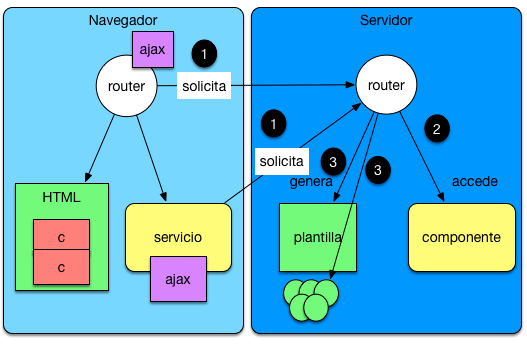 Navegador
Servidor
ajax
1
router
solicita
router
1
2
solicita
3
3
genera
accede
HTML
c
c
servicio
ajax
plantilla
componente